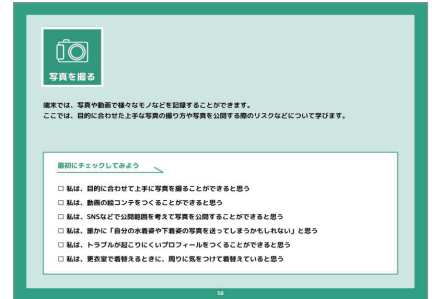 写真を撮る
端末では、写真や動画で様々なモノなどを記録することができます。
ここでは、目的に合わせた上手な写真の撮り方や写真を公開する際のリスクなどについて学びます。
最初にチェックしてみよう
□ 私は、目的に合わせて上手に写真を撮ることができると思う
□ 私は、動画の絵コンテをつくることができると思う
□ 私は、SNSなどで公開範囲を考えて写真を公開することができると思う
□ 私は、誰かに「自分の水着姿や下着姿の写真を送ってしまうかもしれない」と思う
□ 私は、トラブルが起こりにくいプロフィールをつくることができると思う
□ 私は、更衣室で着替えるときに、周りに気をつけて着替えていると思う
58